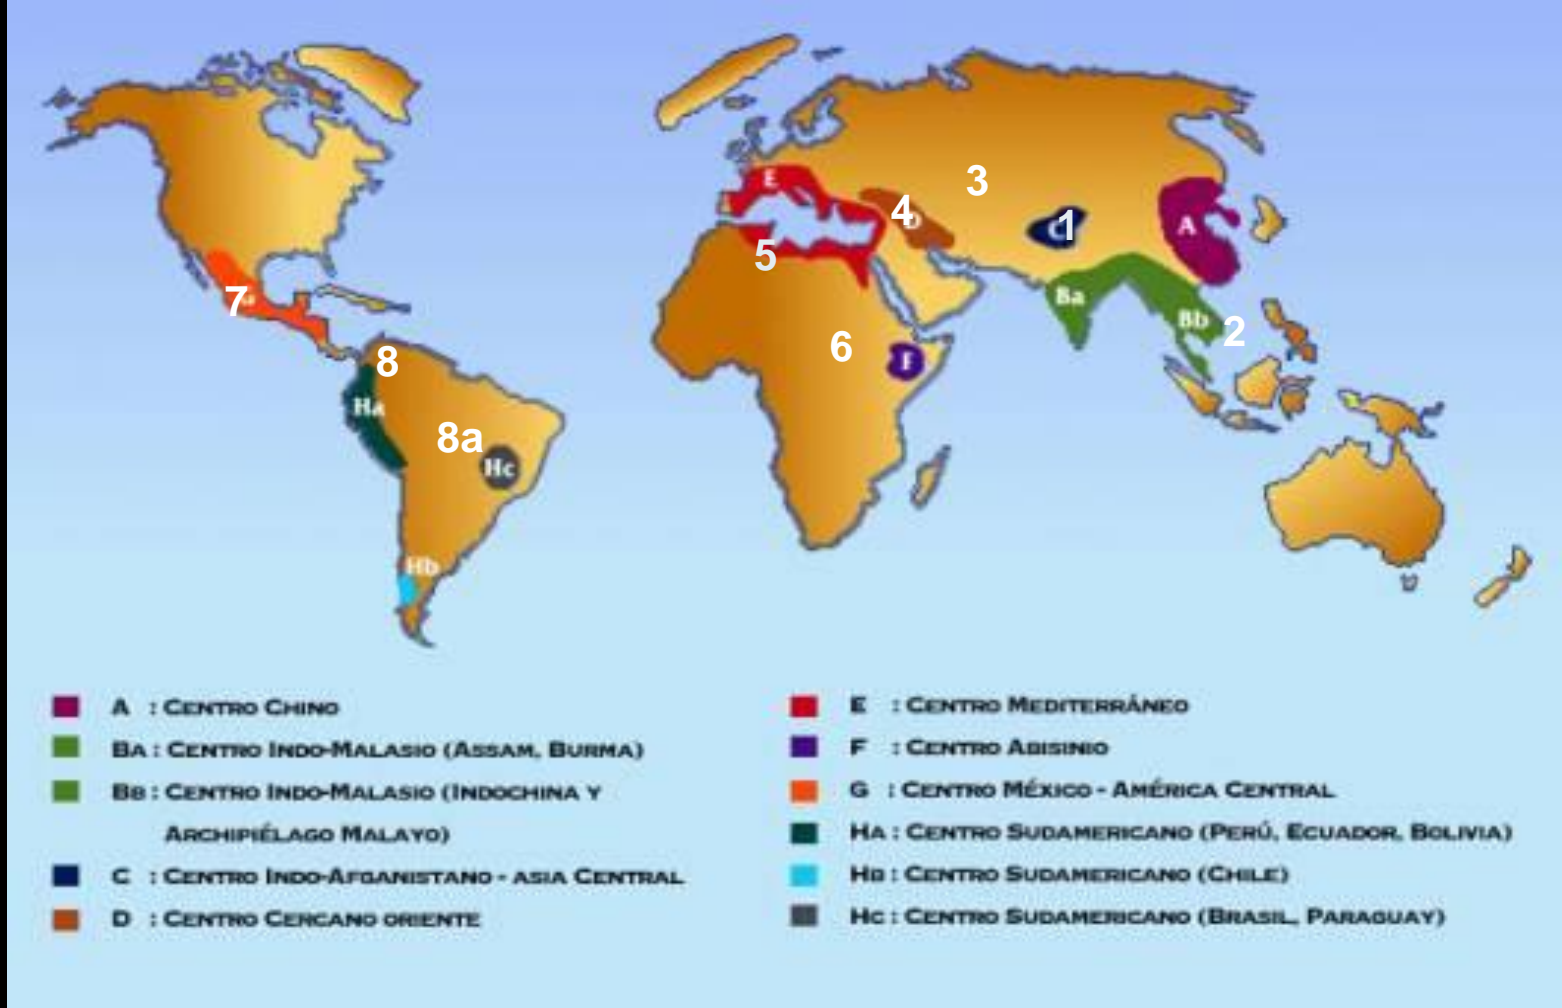 3
E
4
D
C
1
A
5
7
G
Ba
Bb
2
6
F
8
Ha
8a
Hc
Hb
A : CENTRO CHINO
BA : CENTRO INDO-MALASIO (ASSAM, BURMA)
BB : CENTRO INDO-MALASIO (INDOCHINA Y
ARCHIPIÉLAGO MALAYO)
C : CENTRO INDO-AFGANISTANO - ASIA CENTRAL
D : CENTRO CERCANO ORIENTE
E : CENTRO MEDITERRÁNEO
F : CENTRO ABISINIO
G : CENTRO MÉXICO - AMÉRICA CENTRAL
HA : CENTRO SUDAMERICANO (PERÚ, ECUADOR, BOLIVIA)
HB : CENTRO SUDAMERICANO (CHILE)
HC : CENTRO SUDAMERICANO (BRASIL, PARAGUAY)